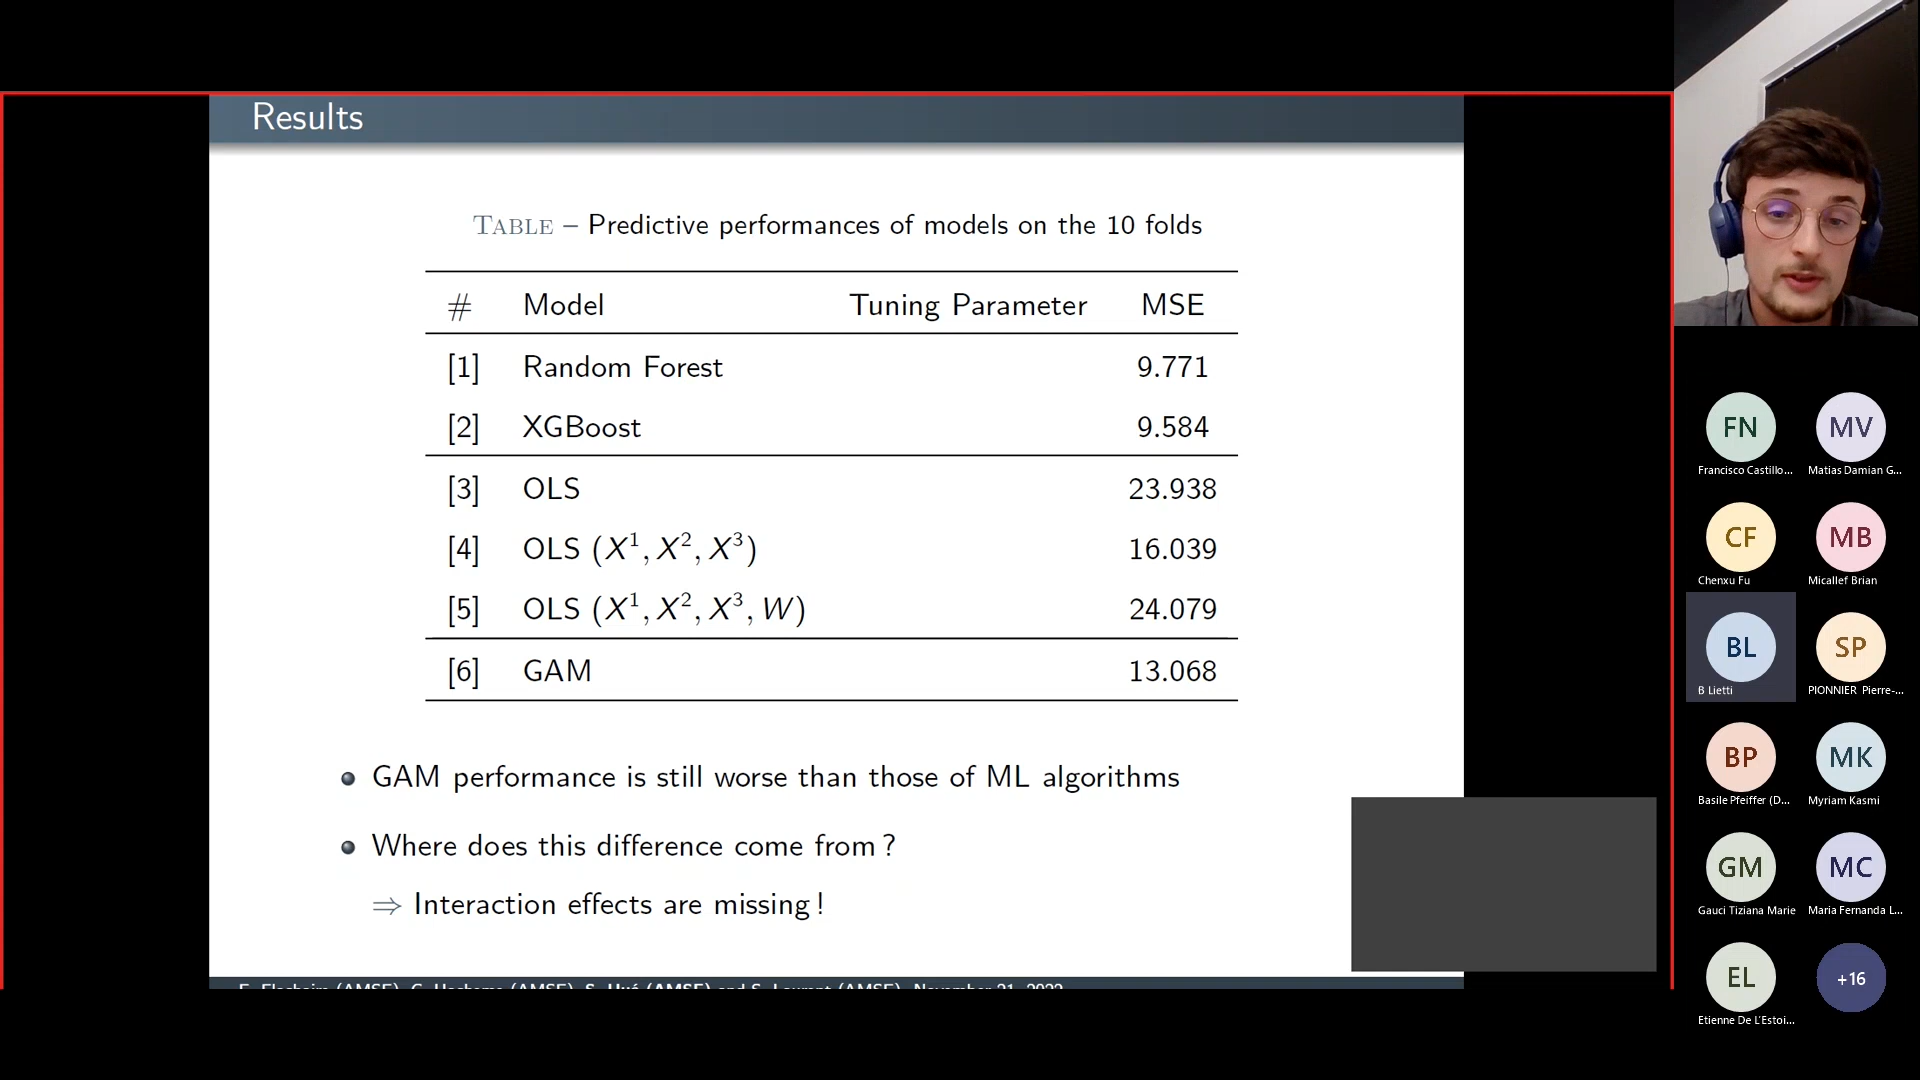 Results
TABLE – Predictive performances of models on the 10 folds
# Model Tuning Parameter MSE
[1] Random Forest 9.771
[2] XGBoost 9.584
[3] OLS 23.938
[4] OLS (X¹, X², X³) 16.039
[5] OLS (X¹, X², X³, W) 24.079
[6] GAM 13.068
GAM performance is still worse than those of ML algorithms
Where does this difference come from ?
⇒ Interaction effects are missing !
FN
Francisco Castillo...
MV
Matias Damian G...
CF
Chenxu Fu
MB
Micallef Brian
BL
B Lietti
SP
PIONNIER Pierre-...
BP
Basile Pfeiffer (D...
MK
Myriam Kasmi
GM
Gauci Tiziana Marie
MC
Maria Fernanda L...
EL
Etienne De L'Estoi...
+16